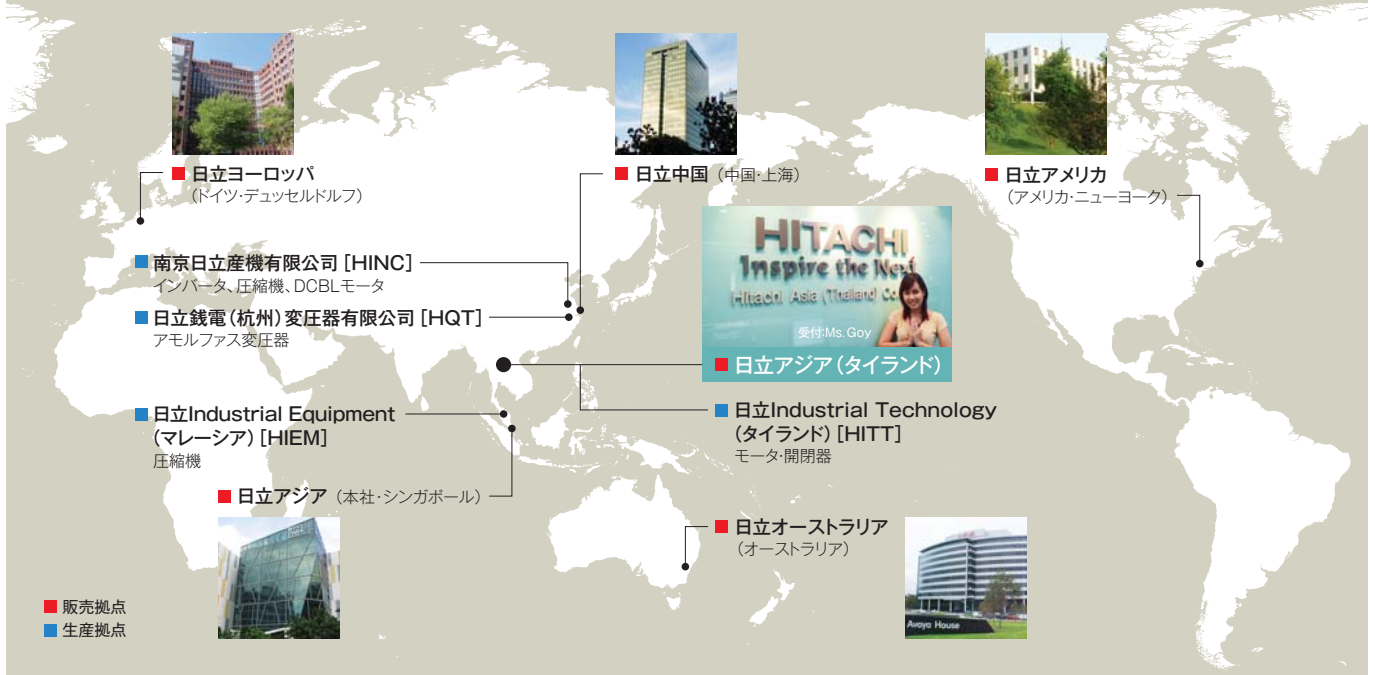 ■ 日立ヨーロッパ
(ドイツ・デュッセルドルフ)
■ 日立中国 (中国・上海)
■ 日立アメリカ
(アメリカ・ニューヨーク)
■ 南京日立産機有限公司 [HINC]
インバータ、圧縮機、DCBLモータ
■ 日立銭電(杭州)変圧器有限公司 [HQT]
アモルファス変圧器
HITACHI
Inspire the Next
Hitachi Asia (Thailand) Co
受付:Ms. Goy
■ 日立アジア(タイランド)
■ 日立Industrial Equipment
(マレーシア) [HIEM]
圧縮機
■ 日立Industrial Technology
(タイランド) [HITT]
モータ・開閉器
■ 日立アジア (本社・シンガポール)
■ 日立オーストラリア
(オーストラリア)
Avaya House
■ 販売拠点
■ 生産拠点